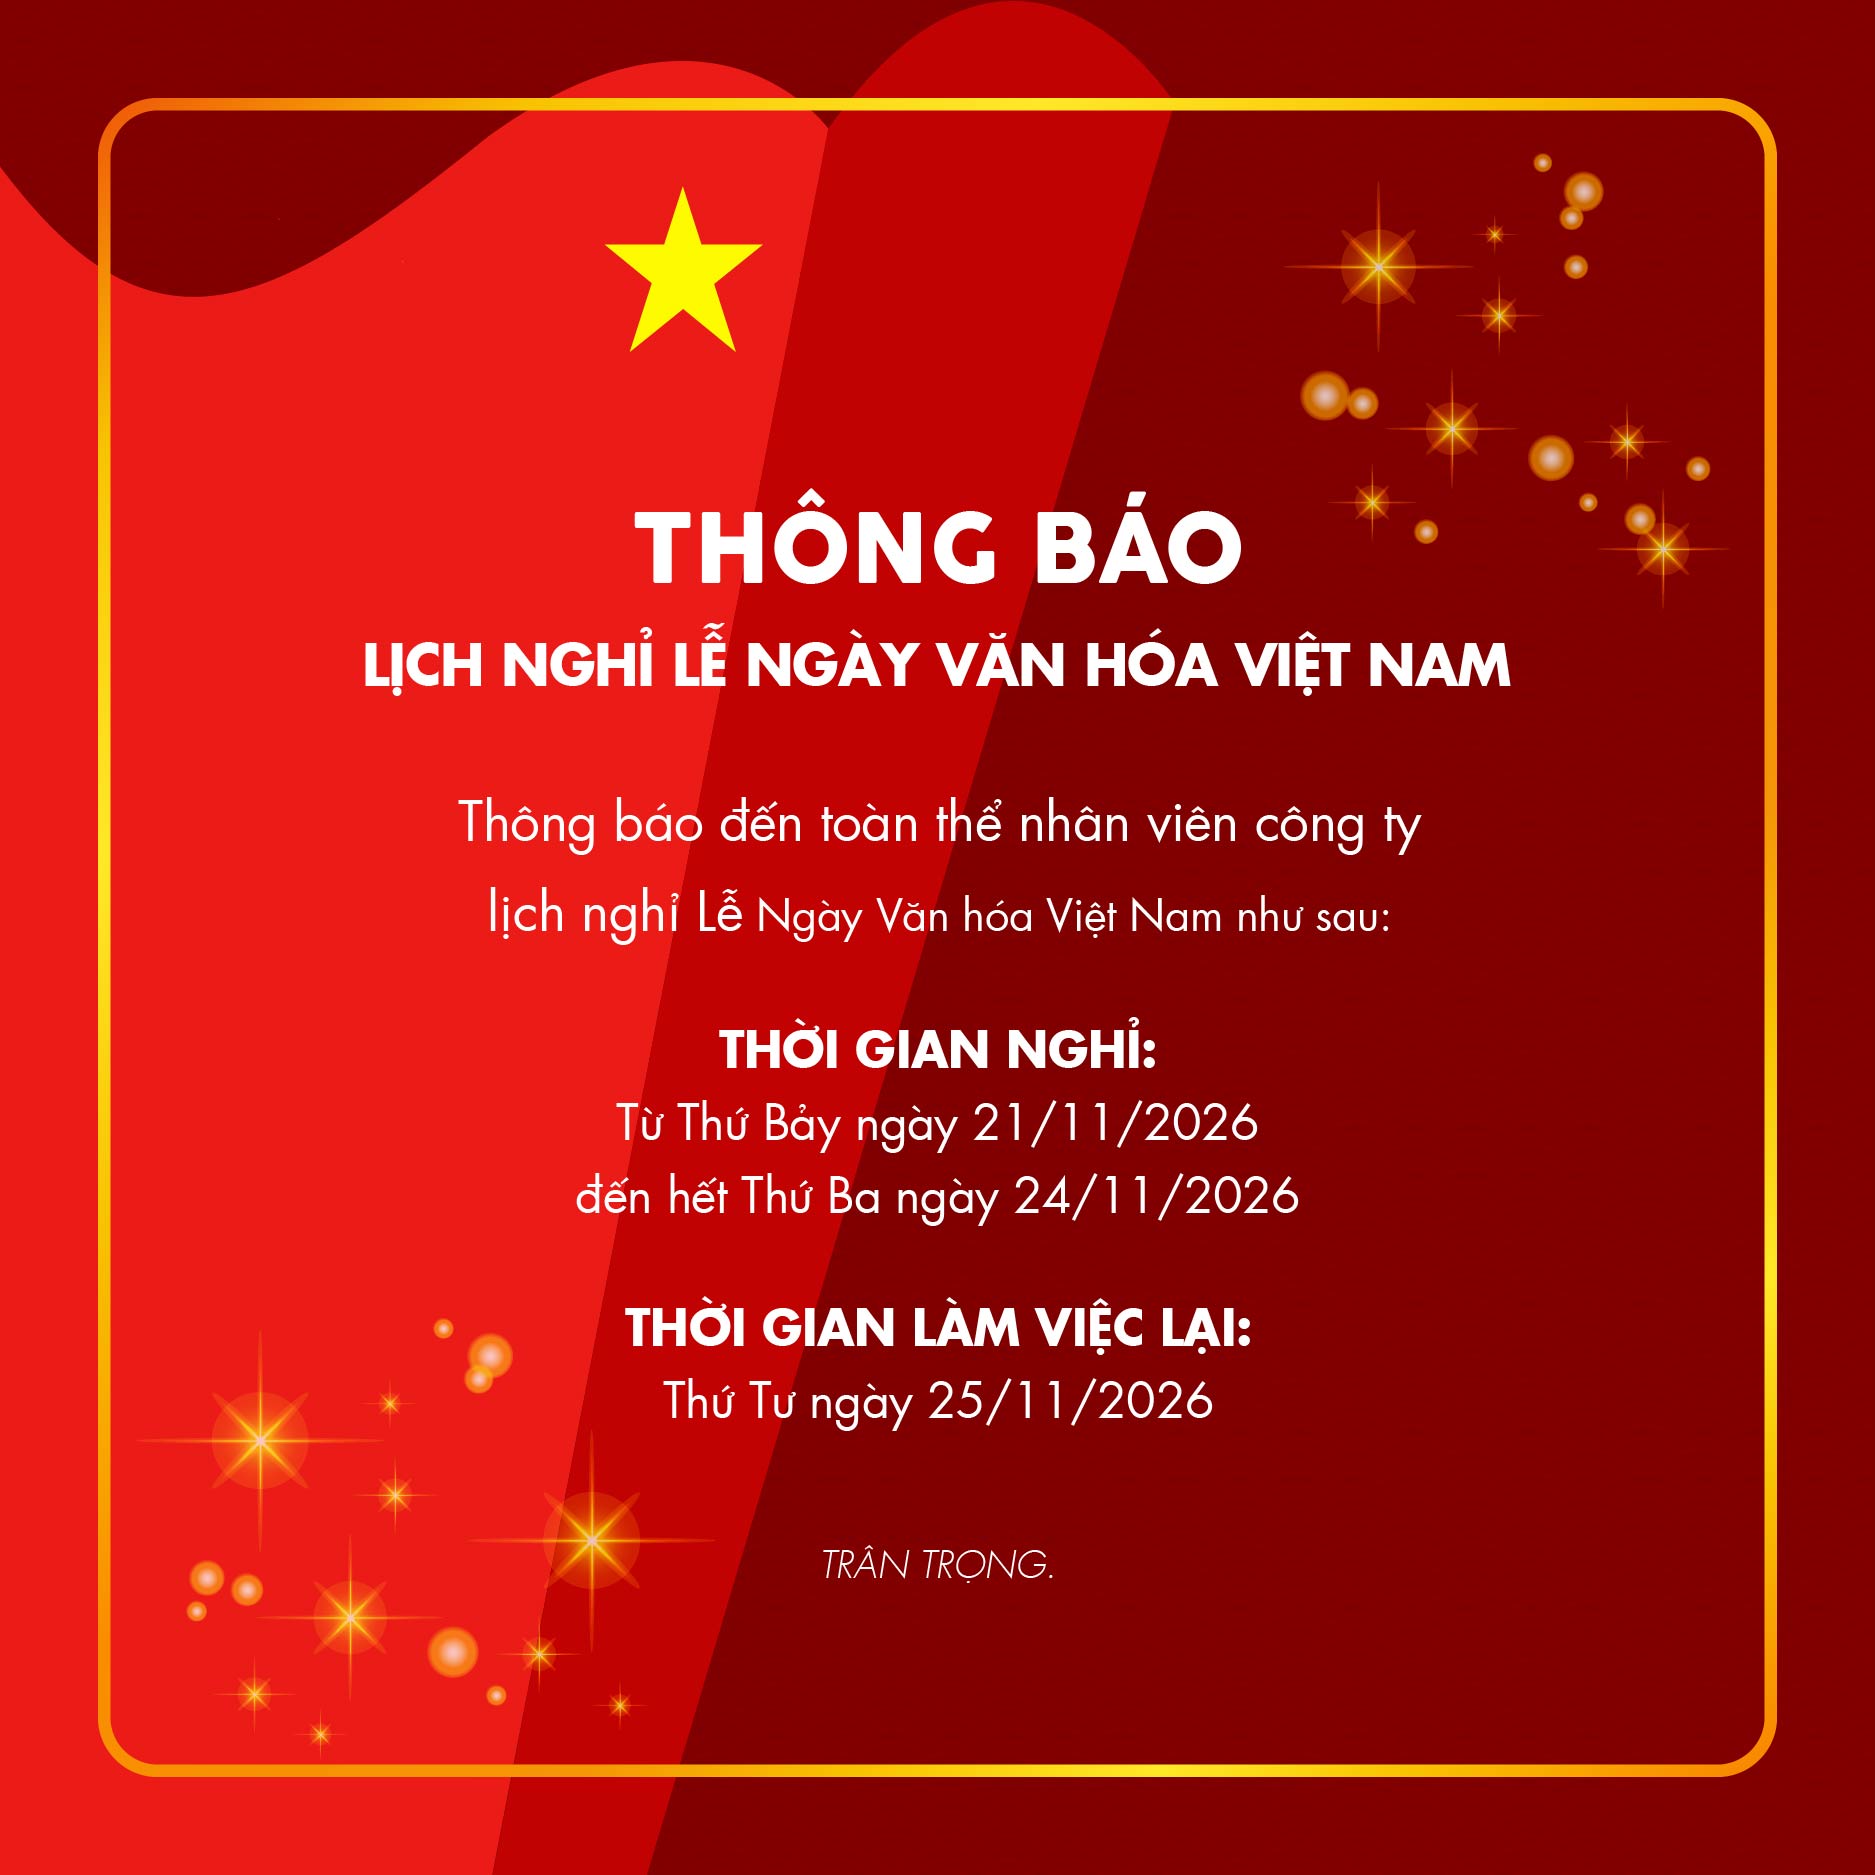 THÔNG BÁO
LỊCH NGHỈ LỄ NGÀY VĂN HÓA VIỆT NAM
Thông báo đến toàn thể nhân viên công ty
lịch nghỉ Lễ Ngày Văn hóa Việt Nam như sau:
THỜI GIAN NGHỈ:
Từ Thứ Bảy ngày 21/11/2026
đến hết Thứ Ba ngày 24/11/2026
THỜI GIAN LÀM VIỆC LẠI:
Thứ Tư ngày 25/11/2026
TRÂN TRỌNG.